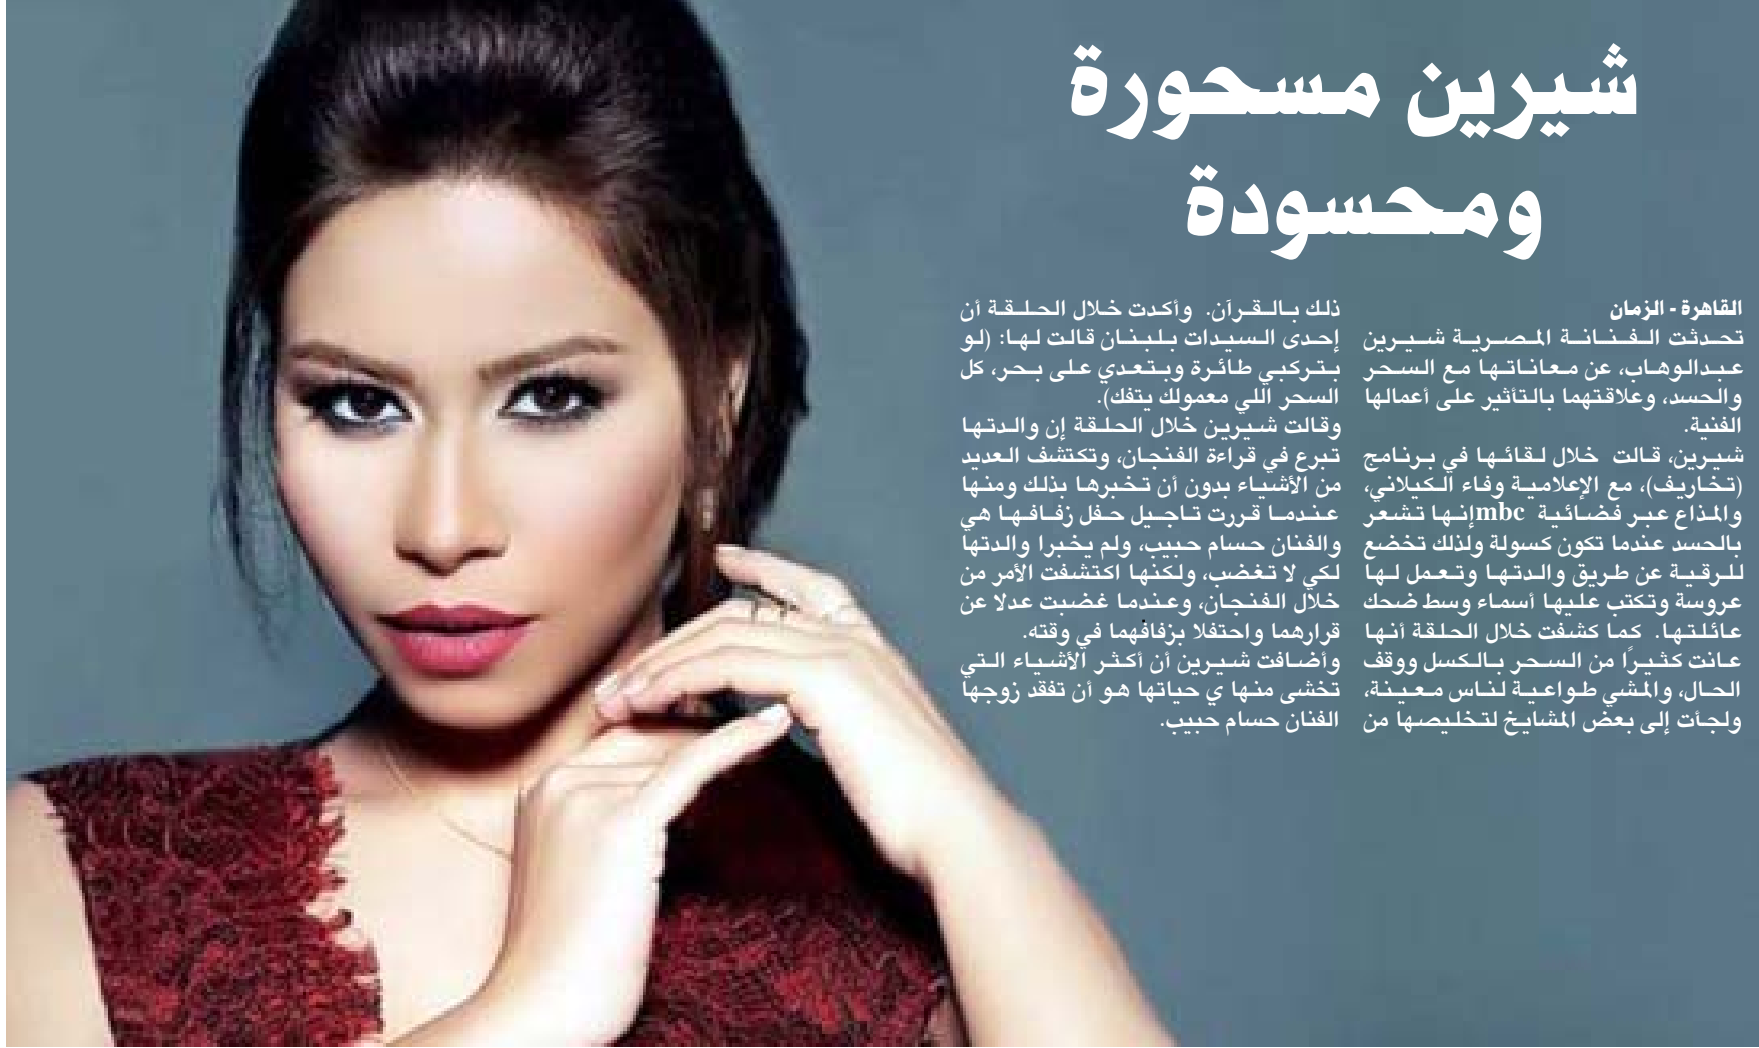 شيرين مسحورة
ومحسودة
القاهرة - الزمان
تحدثت الفنانة المصرية شيرين
عبدالوهاب، عن معاناتها مع السحر
والحسد، وعلاقتهما بالتأثير على أعمالها
الفنية.
شيرين، قالت خلال لقائها في برنامج
(تخاريف)، مع الإعلامية وفاء الكيلاني،
والمذاع عبر فضائية mbc إنها تشعر
بالحسد عندما تكون كسولة ولذلك تخضع
للرقية عن طريق والدتها وتعمل لها
عروسة وتكتب عليها أسماء وسط ضحك
عائلتها. كما كشفت خلال الحلقة أنها
عانت كثيرًا من السحر بالكسل ووقف
الحال، والمشي طواعية لناس معينة،
ولجأت إلى بعض المشايخ لتخليصها من
ذلك بالقرآن. وأكدت خلال الحلقة أن
إحدى السيدات بلبنان قالت لها: (لو
بتركبي طائرة وبتعدي على بحر، كل
السحر اللي معمولك يتفك).
وقالت شيرين خلال الحلقة إن والدتها
تبرع في قراءة الفنجان، وتكتشف العديد
من الأشياء بدون أن تخبرها بذلك ومنها
عندما قررت تاجيل حفل زفافها هي
والفنان حسام حبيب، ولم يخبرا والدتها
لكي لا تغضب، ولكنها اكتشفت الأمر من
خلال الفنجان، وعندما غضبت عدلا عن
قرارهما واحتفلا بزفافهما في وقته.
وأضافت شيرين أن أكثر الأشياء التي
تخشى منها ي حياتها هو أن تفقد زوجها
الفنان حسام حبيب.